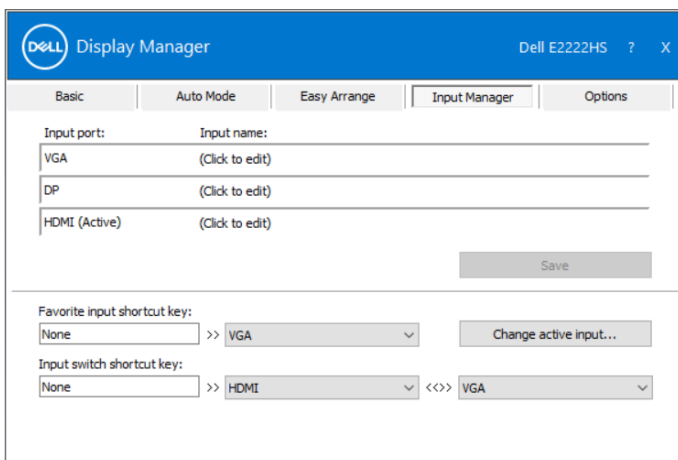 DELL Display Manager Dell E2222HS ? X
Basic Auto Mode Easy Arrange Input Manager Options
Input port: Input name:
VGA (Click to edit)
DP (Click to edit)
HDMI (Active) (Click to edit)
Save
Favorite input shortcut key:
None >> VGA Change active input...
Input switch shortcut key:
None >> HDMI <<>> VGA